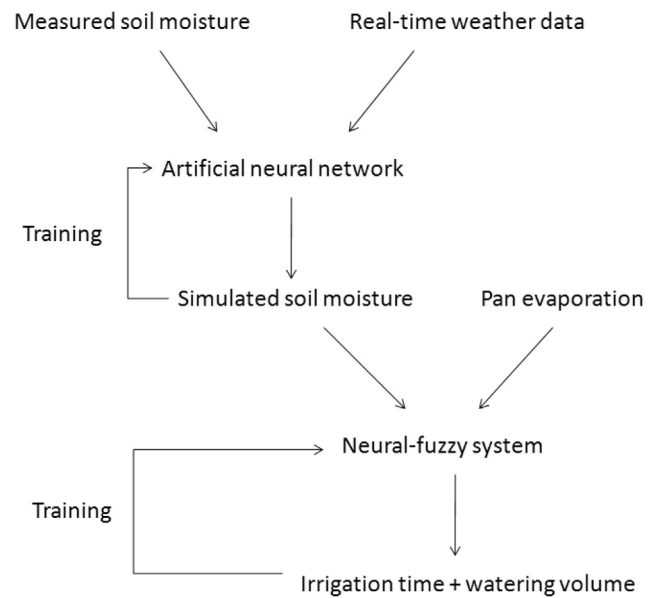 Measured soil moisture
Real-time weather data
Artificial neural network
Training
Simulated soil moisture
Pan evaporation
Neural-fuzzy system
Training
Irrigation time + watering volume